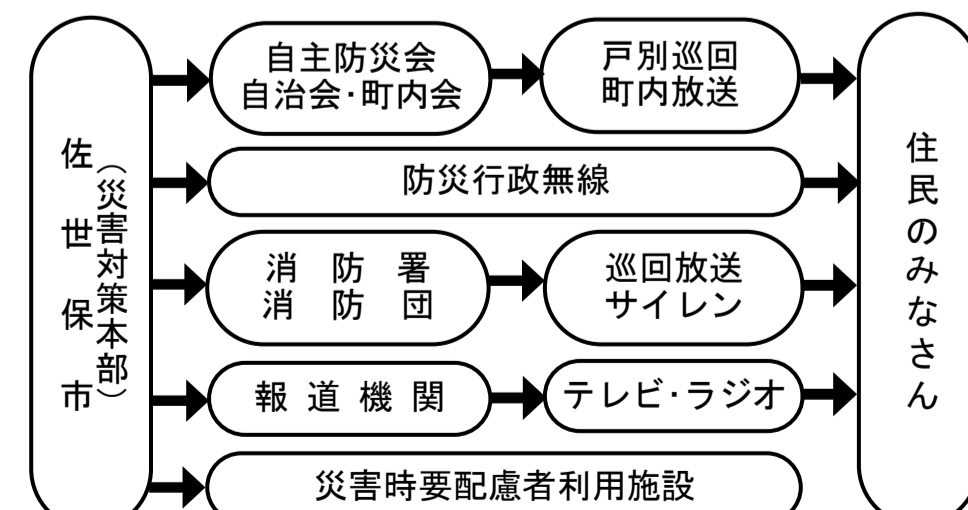 佐世保市
（災害対策本部）
自主防災会
自治会・町内会
戸別巡回
町内放送
防災行政無線
消防署
消防団
巡回放送
サイレン
報道機関
テレビ・ラジオ
災害時要配慮者利用施設
住民のみなさん